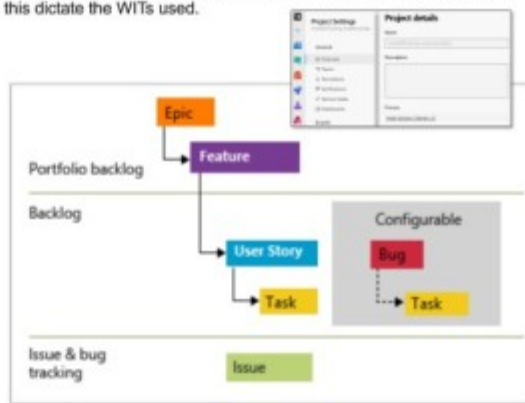 this dictate the WITs used.
Project Settings
Project details
Epic
Feature
Portfolio backlog
Backlog
Configurable
User Story
Bug
Task
Task
Issue & bug
tracking
Issue